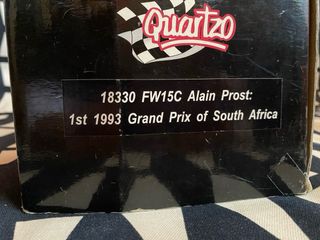 Quartzo
18330 FW15C Alain Prost:
1st 1993 Grand Prix of South Africa